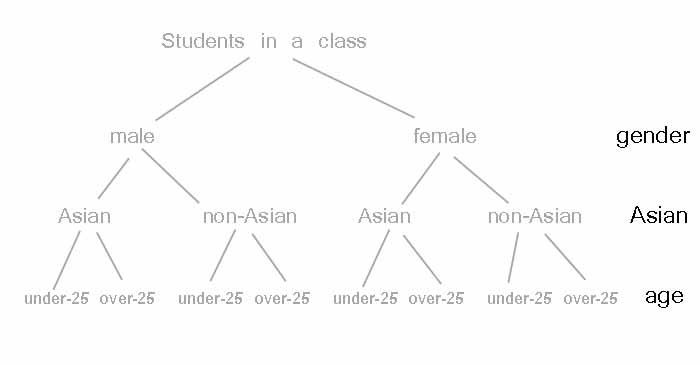 Students in a class
male female gender
Asian non-Asian Asian non-Asian Asian
under-25 over-25 under-25 over-25 under-25 over-25 under-25 over-25 age